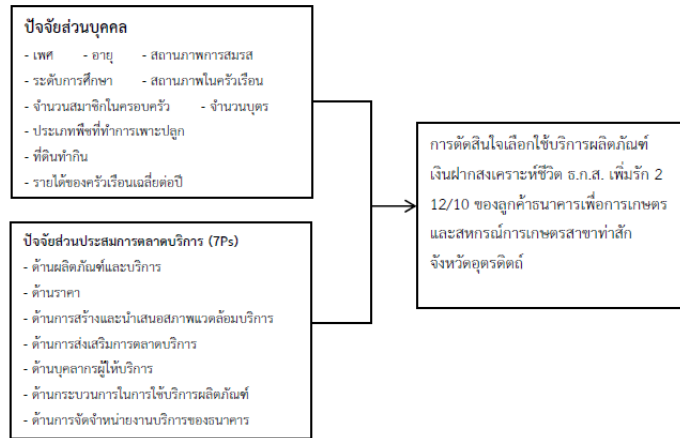 ปัจจัยส่วนบุคคล
- เพศ - อายุ - สถานภาพการสมรส
- ระดับการศึกษา - สถานภาพในครัวเรือน
- จำนวนสมาชิกในครอบครัว - จำนวนบุตร
- ประเภทพืชที่ทำการเพาะปลูก
- ที่ดินทำกิน
- รายได้ของครัวเรือนเฉลี่ยต่อปี
ปัจจัยส่วนประสมการตลาดบริการ (7Ps)
- ด้านผลิตภัณฑ์และบริการ
- ด้านราคา
- ด้านการสร้างและนำเสนอสภาพแวดล้อมบริการ
- ด้านการส่งเสริมการตลาดบริการ
- ด้านบุคลากรผู้ให้บริการ
- ด้านกระบวนการในการใช้บริการผลิตภัณฑ์
- ด้านการจัดจำหน่ายงานบริการของธนาคาร
การตัดสินใจเลือกใช้บริการผลิตภัณฑ์
เงินฝากสงเคราะห์ชีวิต ธ.ก.ส. เพิ่มรัก 2
12/10 ของลูกค้าธนาคารเพื่อการเกษตร
และสหกรณ์การเกษตรสาขาท่าสัก
จังหวัดอุตรดิตถ์